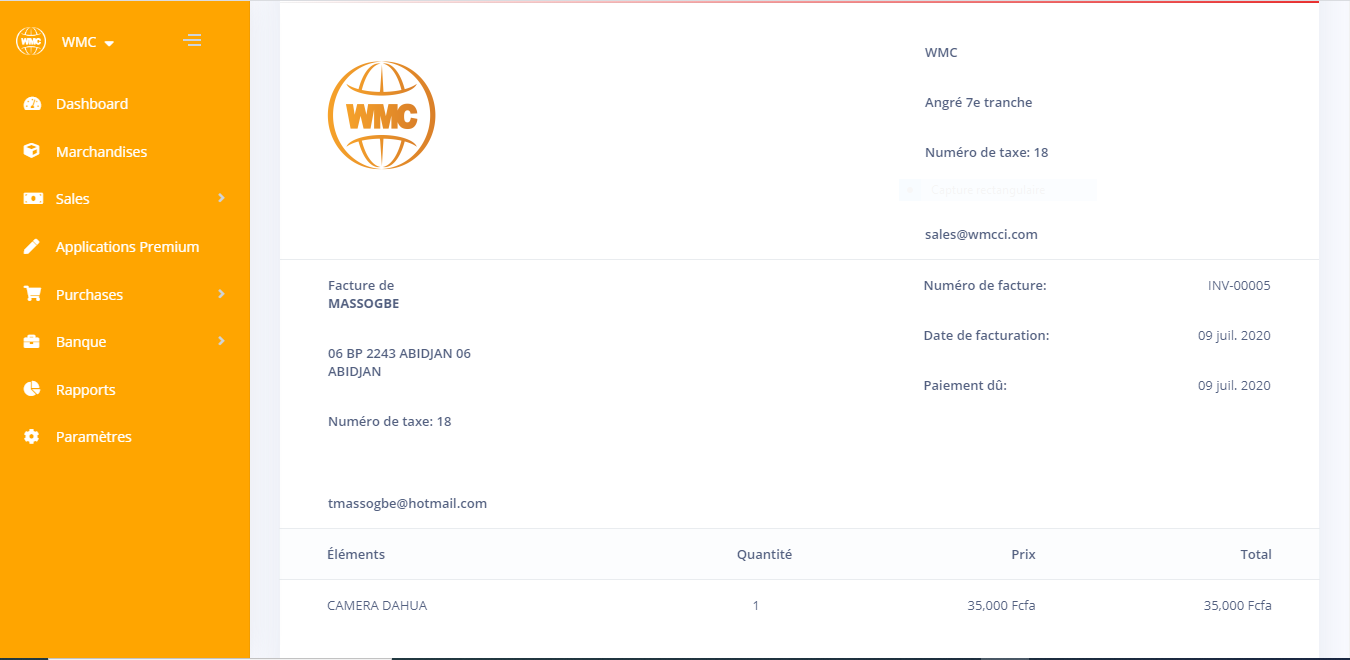 WMC
WMC
Dashboard
Marchandises
Sales
Applications Premium
Purchases
Banque
Rapports
Paramètres
WMC
WMC
Angré 7e tranche
Numéro de taxe: 18
Capture rectangulaire
sales@wmcci.com
Facture de
MASSOGBE
06 BP 2243 ABIDJAN 06
ABIDJAN
Numéro de taxe: 18
tmassogbe@hotmail.com
Numéro de facture: INV-00005
Date de facturation: 09 juil. 2020
Paiement dû: 09 juil. 2020
Éléments Quantité Prix Total
CAMERA DAHUA 1 35,000 Fcfa 35,000 Fcfa